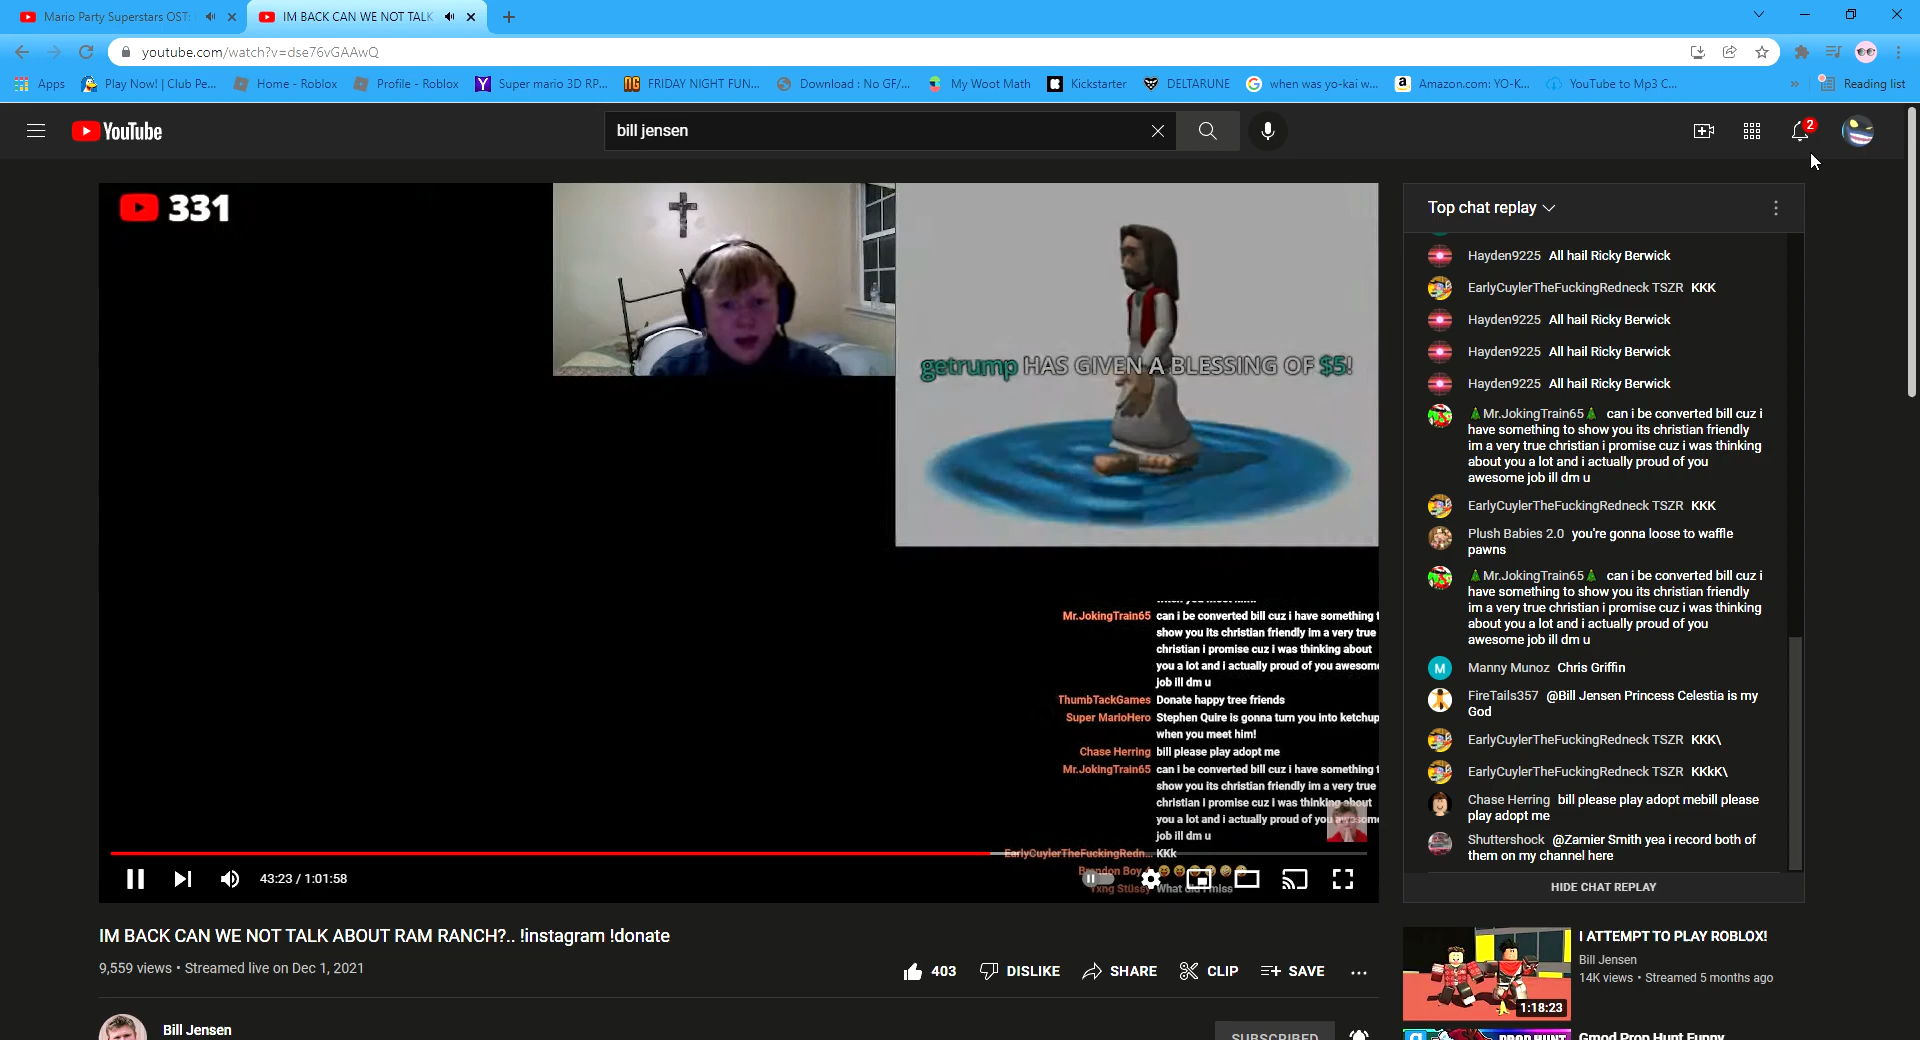 Mario Party Superstars OST:
IM BACK CAN WE NOT TALK
youtube.com/watch?v=dse76vGAAwQ
Apps
Play Now! | Club Pe...
Home - Roblox
Profile - Roblox
Super mario 3D RP...
FRIDAY NIGHT FUN...
Download : No GF/...
My Woot Math
Kickstarter
DELTARUNE
when was yo-kai w...
Amazon.com: YO-K...
YouTube to Mp3 C...
»
Reading list
YouTube
bill jensen
2
331
getrump HAS GIVEN A BLESSING OF $5!
Mr.JokingTrain65 can i be converted bill cuz i have something t
show you its christian friendly im a very true
christian i promise cuz i was thinking about
you a lot and i actually proud of you awesom
job ill dm u
ThumbTackGames Donate happy tree friends
Super MarioHero Stephen Quire is gonna turn you into ketchup
when you meet him!
Chase Herring bill please play adopt me
Mr.JokingTrain65 can i be converted bill cuz i have something t
show you its christian friendly im a very true
christian i promise cuz i was thinking about
you a lot and i actually proud of you awesom
job ill dm u
EarlyCuylerTheFuckingRedn... KKk
Brandon Boy
Yxng Stüssy What did i miss
43:23 / 1:01:58
Top chat replay
Hayden9225 All hail Ricky Berwick
EarlyCuylerTheFuckingRedneck TSZR KKK
Hayden9225 All hail Ricky Berwick
Hayden9225 All hail Ricky Berwick
Hayden9225 All hail Ricky Berwick
🎄Mr.JokingTrain65🎄 can i be converted bill cuz i
have something to show you its christian friendly
im a very true christian i promise cuz i was thinking
about you a lot and i actually proud of you
awesome job ill dm u
EarlyCuylerTheFuckingRedneck TSZR KKK
Plush Babies 2.0 you're gonna loose to waffle
pawns
🎄Mr.JokingTrain65🎄 can i be converted bill cuz i
have something to show you its christian friendly
im a very true christian i promise cuz i was thinking
about you a lot and i actually proud of you
awesome job ill dm u
M
Manny Munoz Chris Griffin
FireTails357 @Bill Jensen Princess Celestia is my
God
EarlyCuylerTheFuckingRedneck TSZR KKK\
EarlyCuylerTheFuckingRedneck TSZR KKkK\
Chase Herring bill please play adopt mebill please
play adopt me
Shuttershock @Zamier Smith yea i record both of
them on my channel here
HIDE CHAT REPLAY
IM BACK CAN WE NOT TALK ABOUT RAM RANCH?.. !instagram !donate
9,559 views • Streamed live on Dec 1, 2021
403
DISLIKE
SHARE
CLIP
SAVE
Bill Jensen
SUBSCRIBED
I ATTEMPT TO PLAY ROBLOX!
Bill Jensen
14K views • Streamed 5 months ago
1:18:23
Gmod Prop Hunt Funny
PROP HUNT